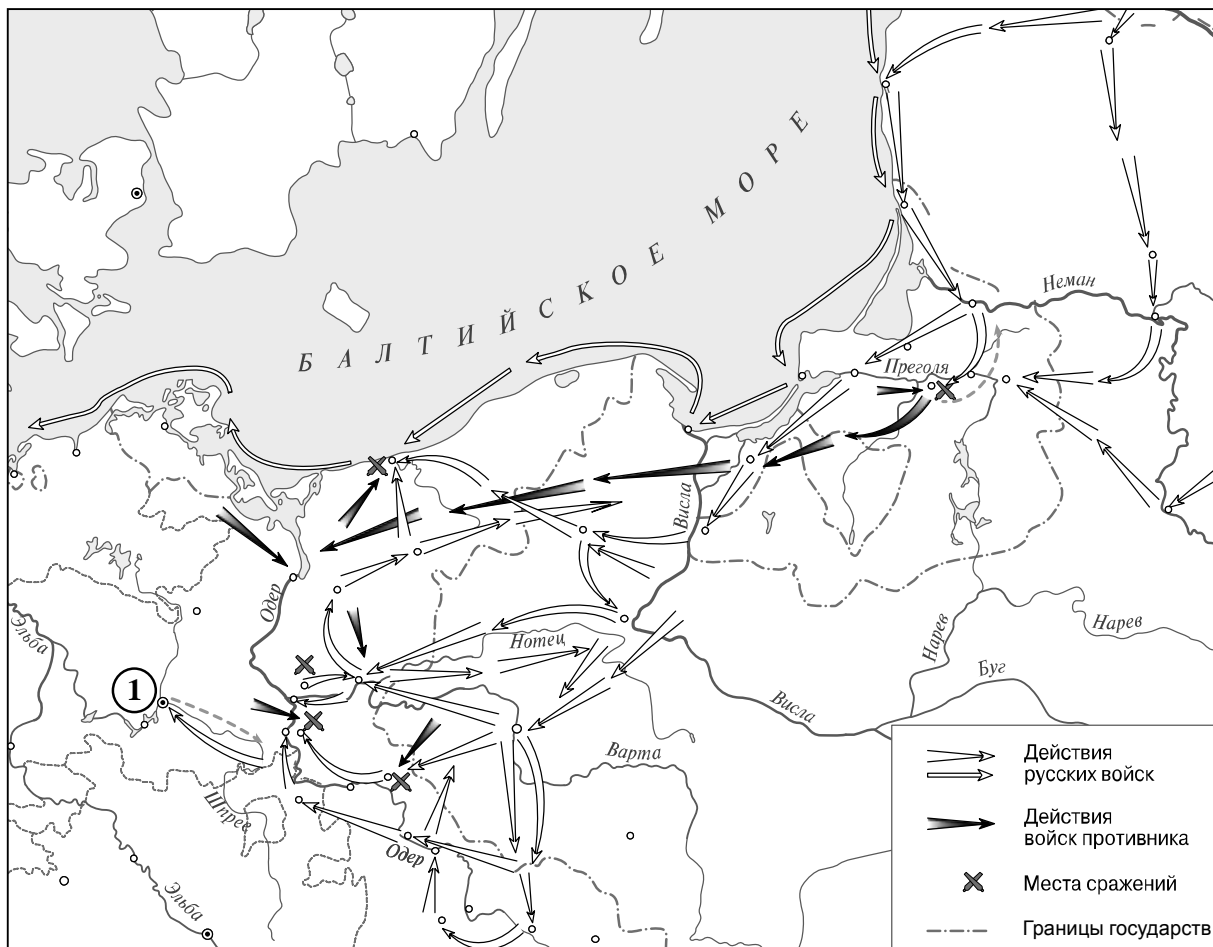 БАЛТИЙСКОЕ МОРЕ
Неман
Преголя
Висла
Одер
Эльба
Нотец
Нарев
Нарев
Буг
1
Висла
Варта
Шпрее
Одер
Эльба
Действия
русских войск
Действия
войск противника
Места сражений
Границы государств